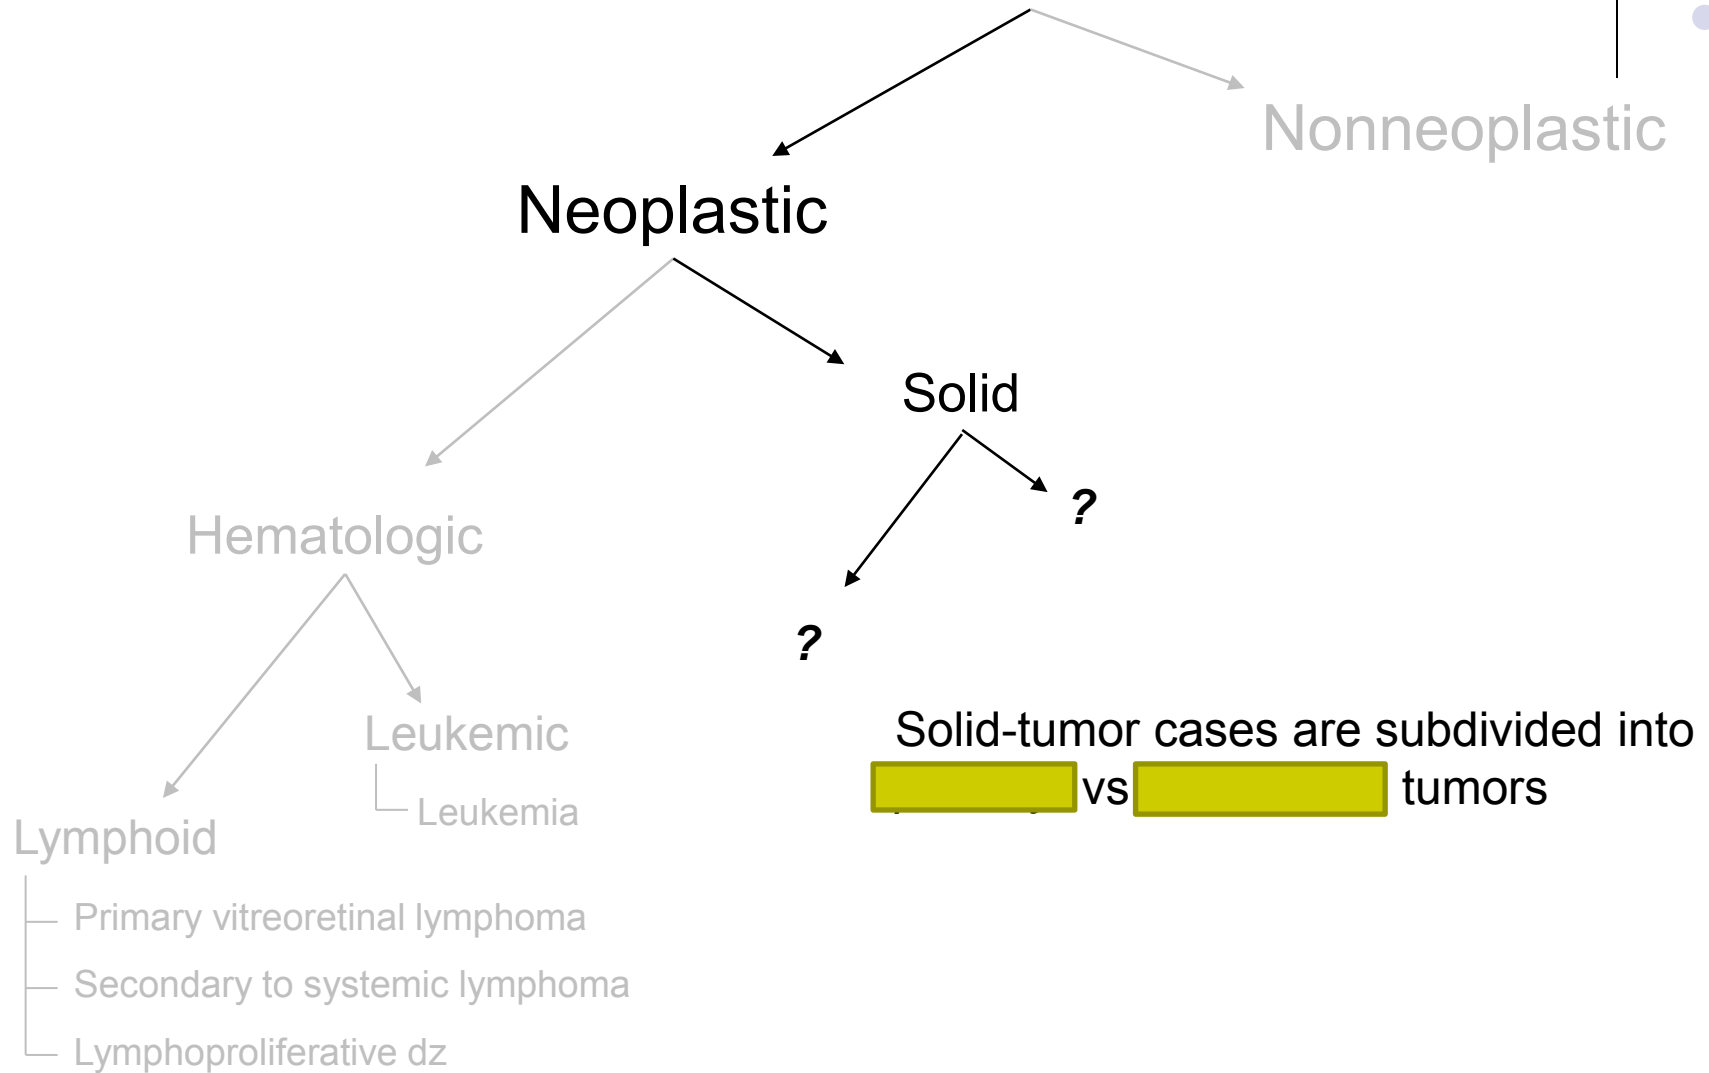 Nonneoplastic
Neoplastic
Solid
?
Hematologic
?
Solid-tumor cases are subdivided into
vs tumors
Leukemic
Leukemia
Lymphoid
Primary vitreoretinal lymphoma
Secondary to systemic lymphoma
Lymphoproliferative dz